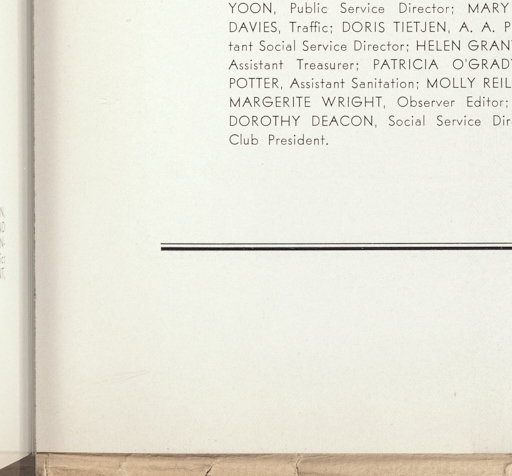 YOON, Public Service Director; MARY
DAVIES, Traffic; DORIS TIETJEN, A. A. P
tant Social Service Director; HELEN GRAN
Assistant Treasurer; PATRICIA O'GRADY
POTTER, Assistant Sanitation; MOLLY REIL
MARGERITE WRIGHT, Observer Editor;
DOROTHY DEACON, Social Service Dir
Club President.